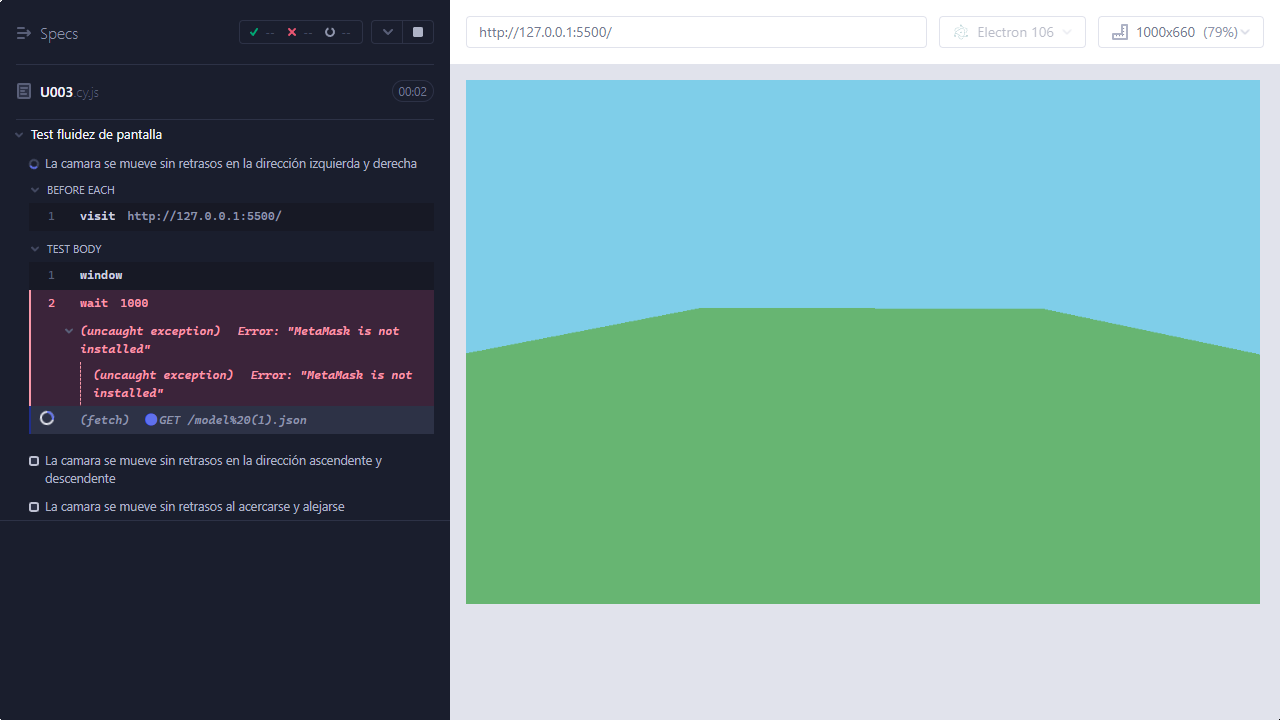 Specs
-- -- --
http://127.0.0.1:5500/
Electron 106
1000x660 (79%)
U003 cy.js
00:02
Test fluidez de pantalla
La camara se mueve sin retrasos en la dirección izquierda y derecha
BEFORE EACH
1 visit http://127.0.0.1:5500/
TEST BODY
1 window
2 wait 1000
(uncaught exception) Error: "MetaMask is not
installed"
(uncaught exception) Error: "MetaMask is not
installed"
(fetch) GET /model%20(1).json
La camara se mueve sin retrasos en la dirección ascendente y
descendente
La camara se mueve sin retrasos al acercarse y alejarse